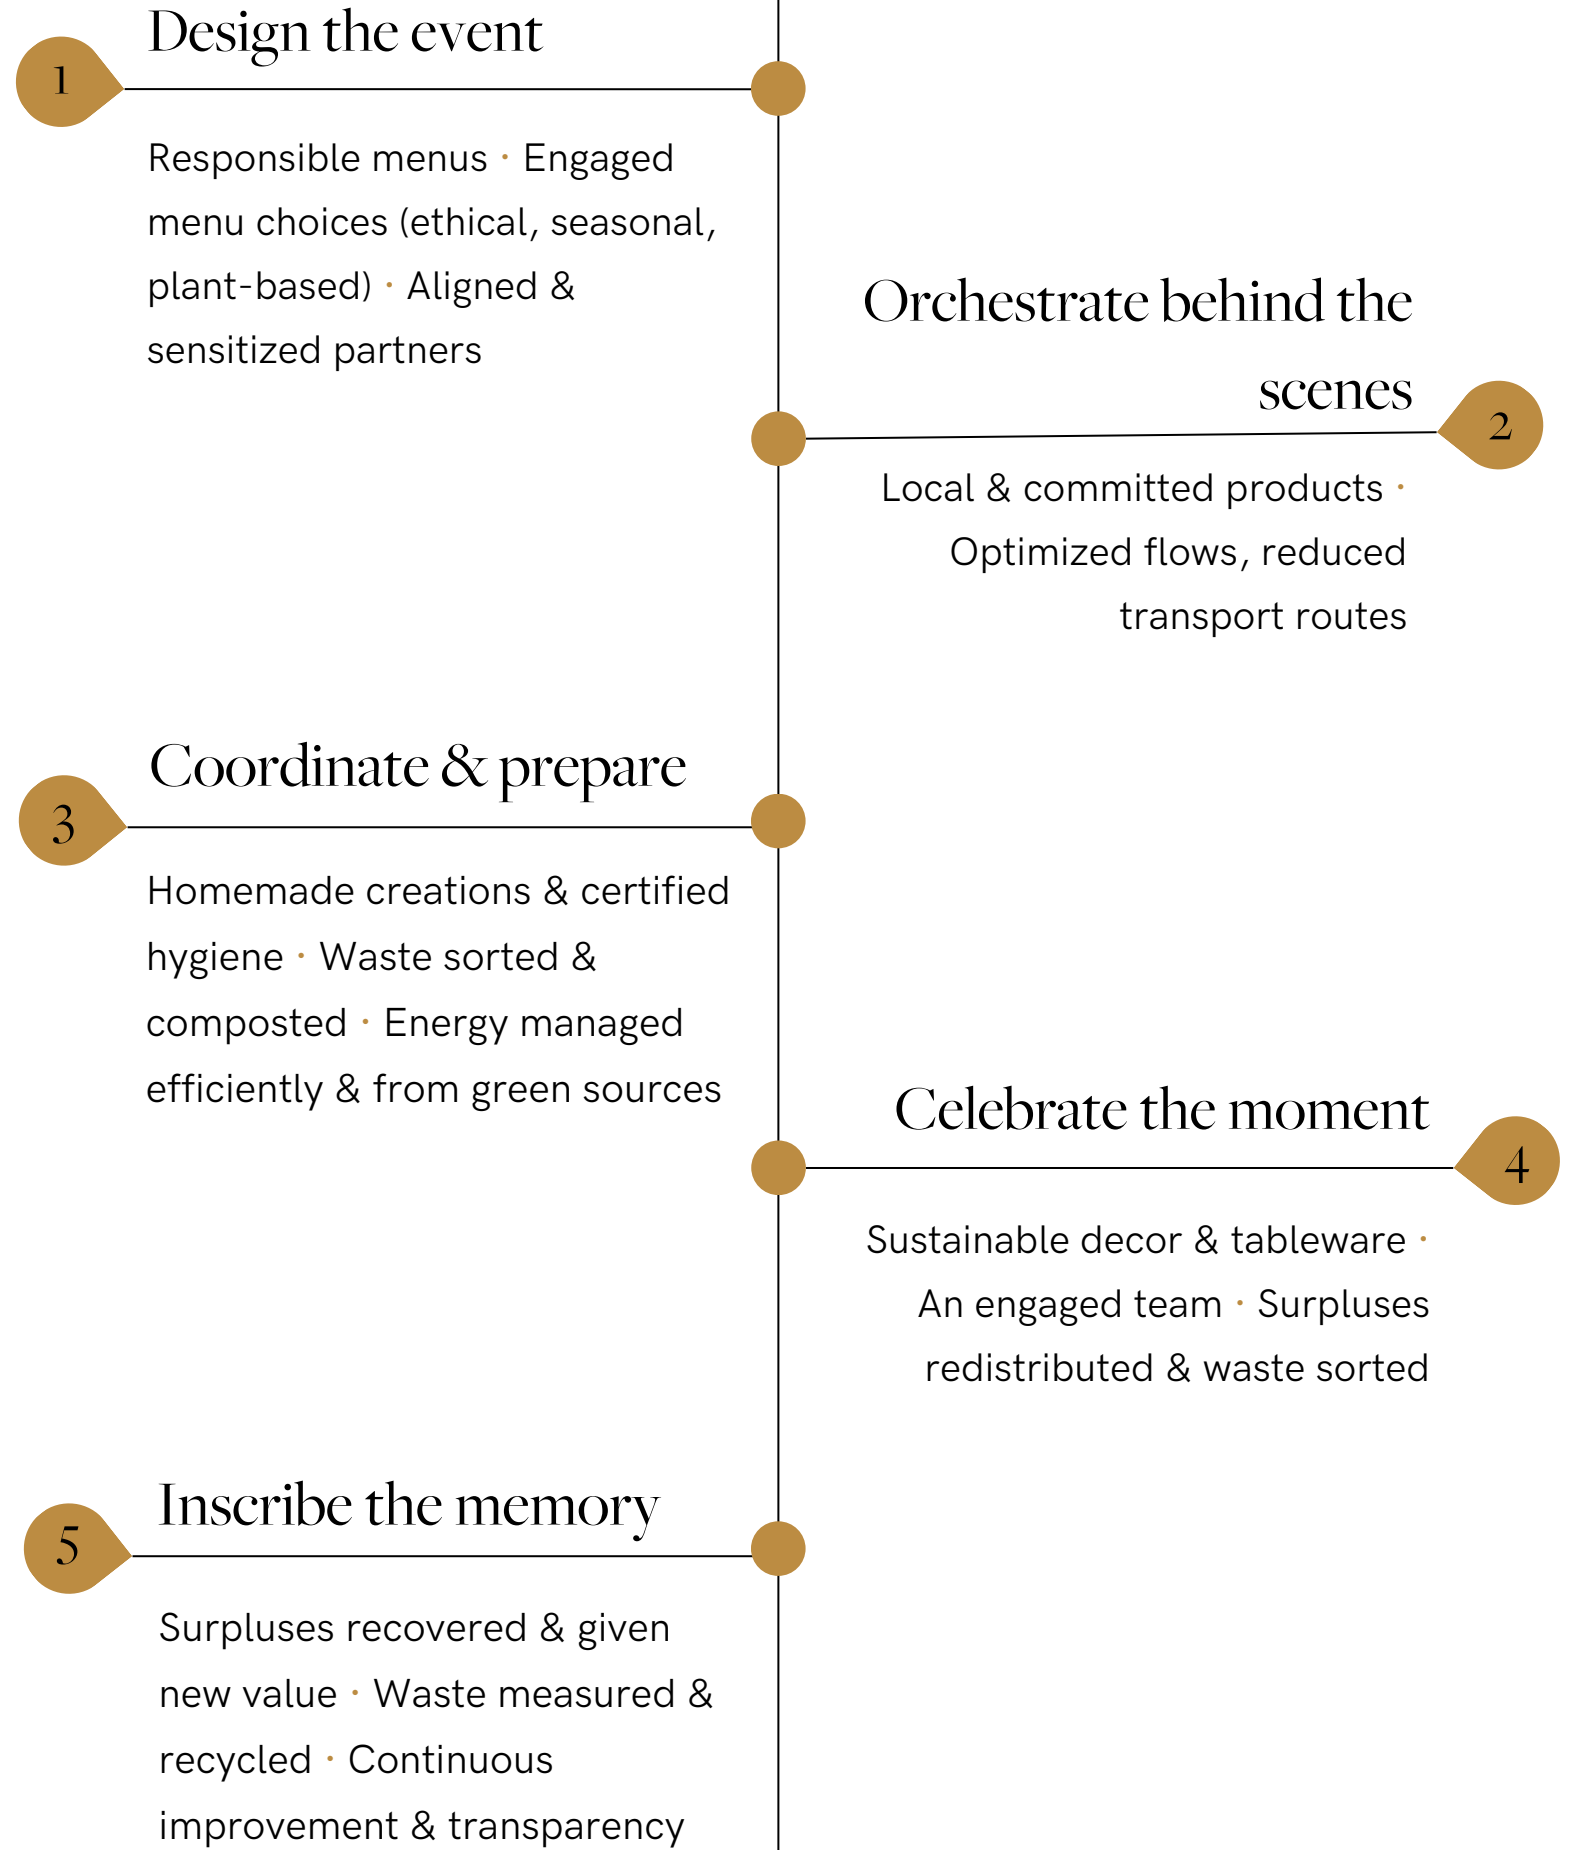 Design the event
1
Responsible menus · Engaged
menu choices (ethical, seasonal,
plant-based) · Aligned &
sensitized partners
Orchestrate behind the
scenes
2
Local & committed products ·
Optimized flows, reduced
transport routes
Coordinate & prepare
3
Homemade creations & certified
hygiene · Waste sorted &
composted · Energy managed
efficiently & from green sources
Celebrate the moment
4
Sustainable decor & tableware ·
An engaged team · Surpluses
redistributed & waste sorted
Inscribe the memory
5
Surpluses recovered & given
new value · Waste measured &
recycled · Continuous
improvement & transparency